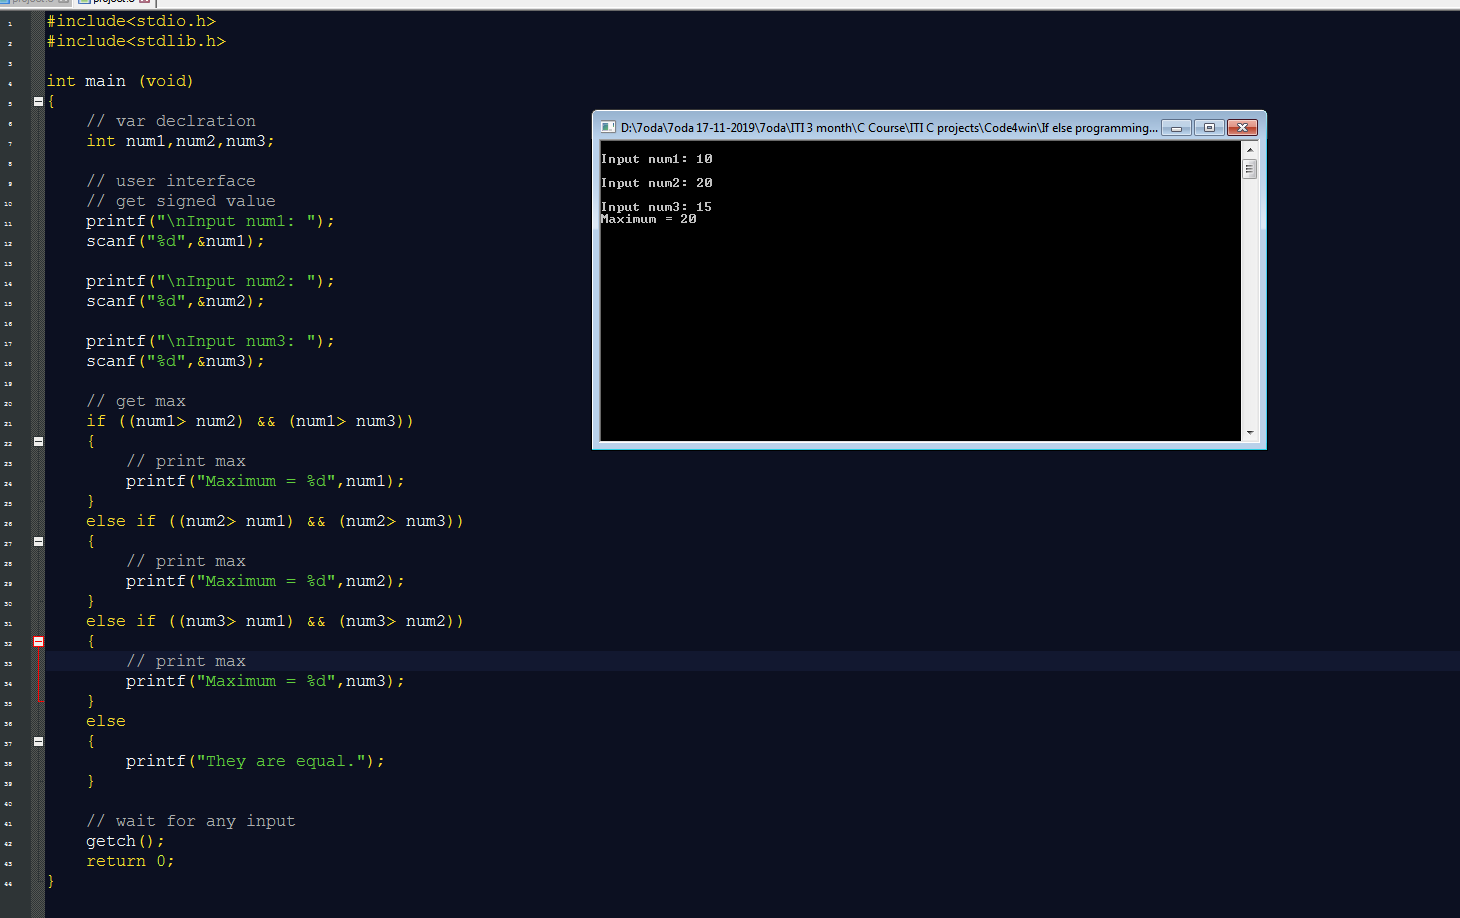 project.c project.c
1 #include<stdio.h>
2 #include<stdlib.h>
3
4 int main (void)
5 {
6 // var declration
7 int num1,num2,num3;
8
9 // user interface
10 // get signed value
11 printf("\nInput num1: ");
12 scanf("%d",&num1);
13
14 printf("\nInput num2: ");
15 scanf("%d",&num2);
16
17 printf("\nInput num3: ");
18 scanf("%d",&num3);
19
20 // get max
21 if ((num1> num2) && (num1> num3))
22 {
23 // print max
24 printf("Maximum = %d",num1);
25 }
26 else if ((num2> num1) && (num2> num3))
27 {
28 // print max
29 printf("Maximum = %d",num2);
30 }
31 else if ((num3> num1) && (num3> num2))
32 {
33 // print max
34 printf("Maximum = %d",num3);
35 }
36 else
37 {
38 printf("They are equal.");
39 }
40
41 // wait for any input
42 getch();
43 return 0;
44 }
D:\7oda\7oda 17-11-2019\7oda\ITI 3 month\C Course\ITI C projects\Code4win\If else programming...
Input num1: 10
Input num2: 20
Input num3: 15
Maximum = 20